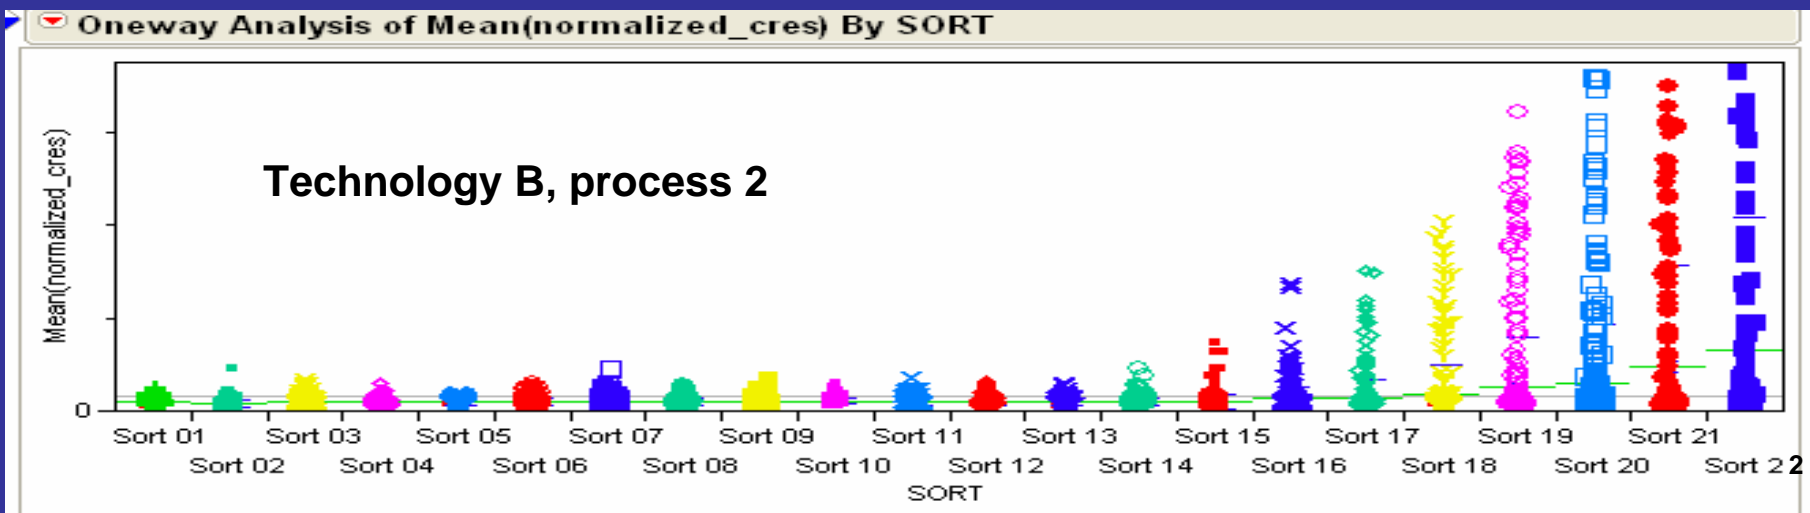 Oneway Analysis of Mean(normalized_cres) By SORT
Technology B, process 2
Mean(normalized_cres)
0
Sort 01 Sort 03 Sort 05 Sort 07 Sort 09 Sort 11 Sort 13 Sort 15 Sort 17 Sort 19 Sort 21
Sort 02 Sort 04 Sort 06 Sort 08 Sort 10 Sort 12 Sort 14 Sort 16 Sort 18 Sort 20 Sort 22
SORT